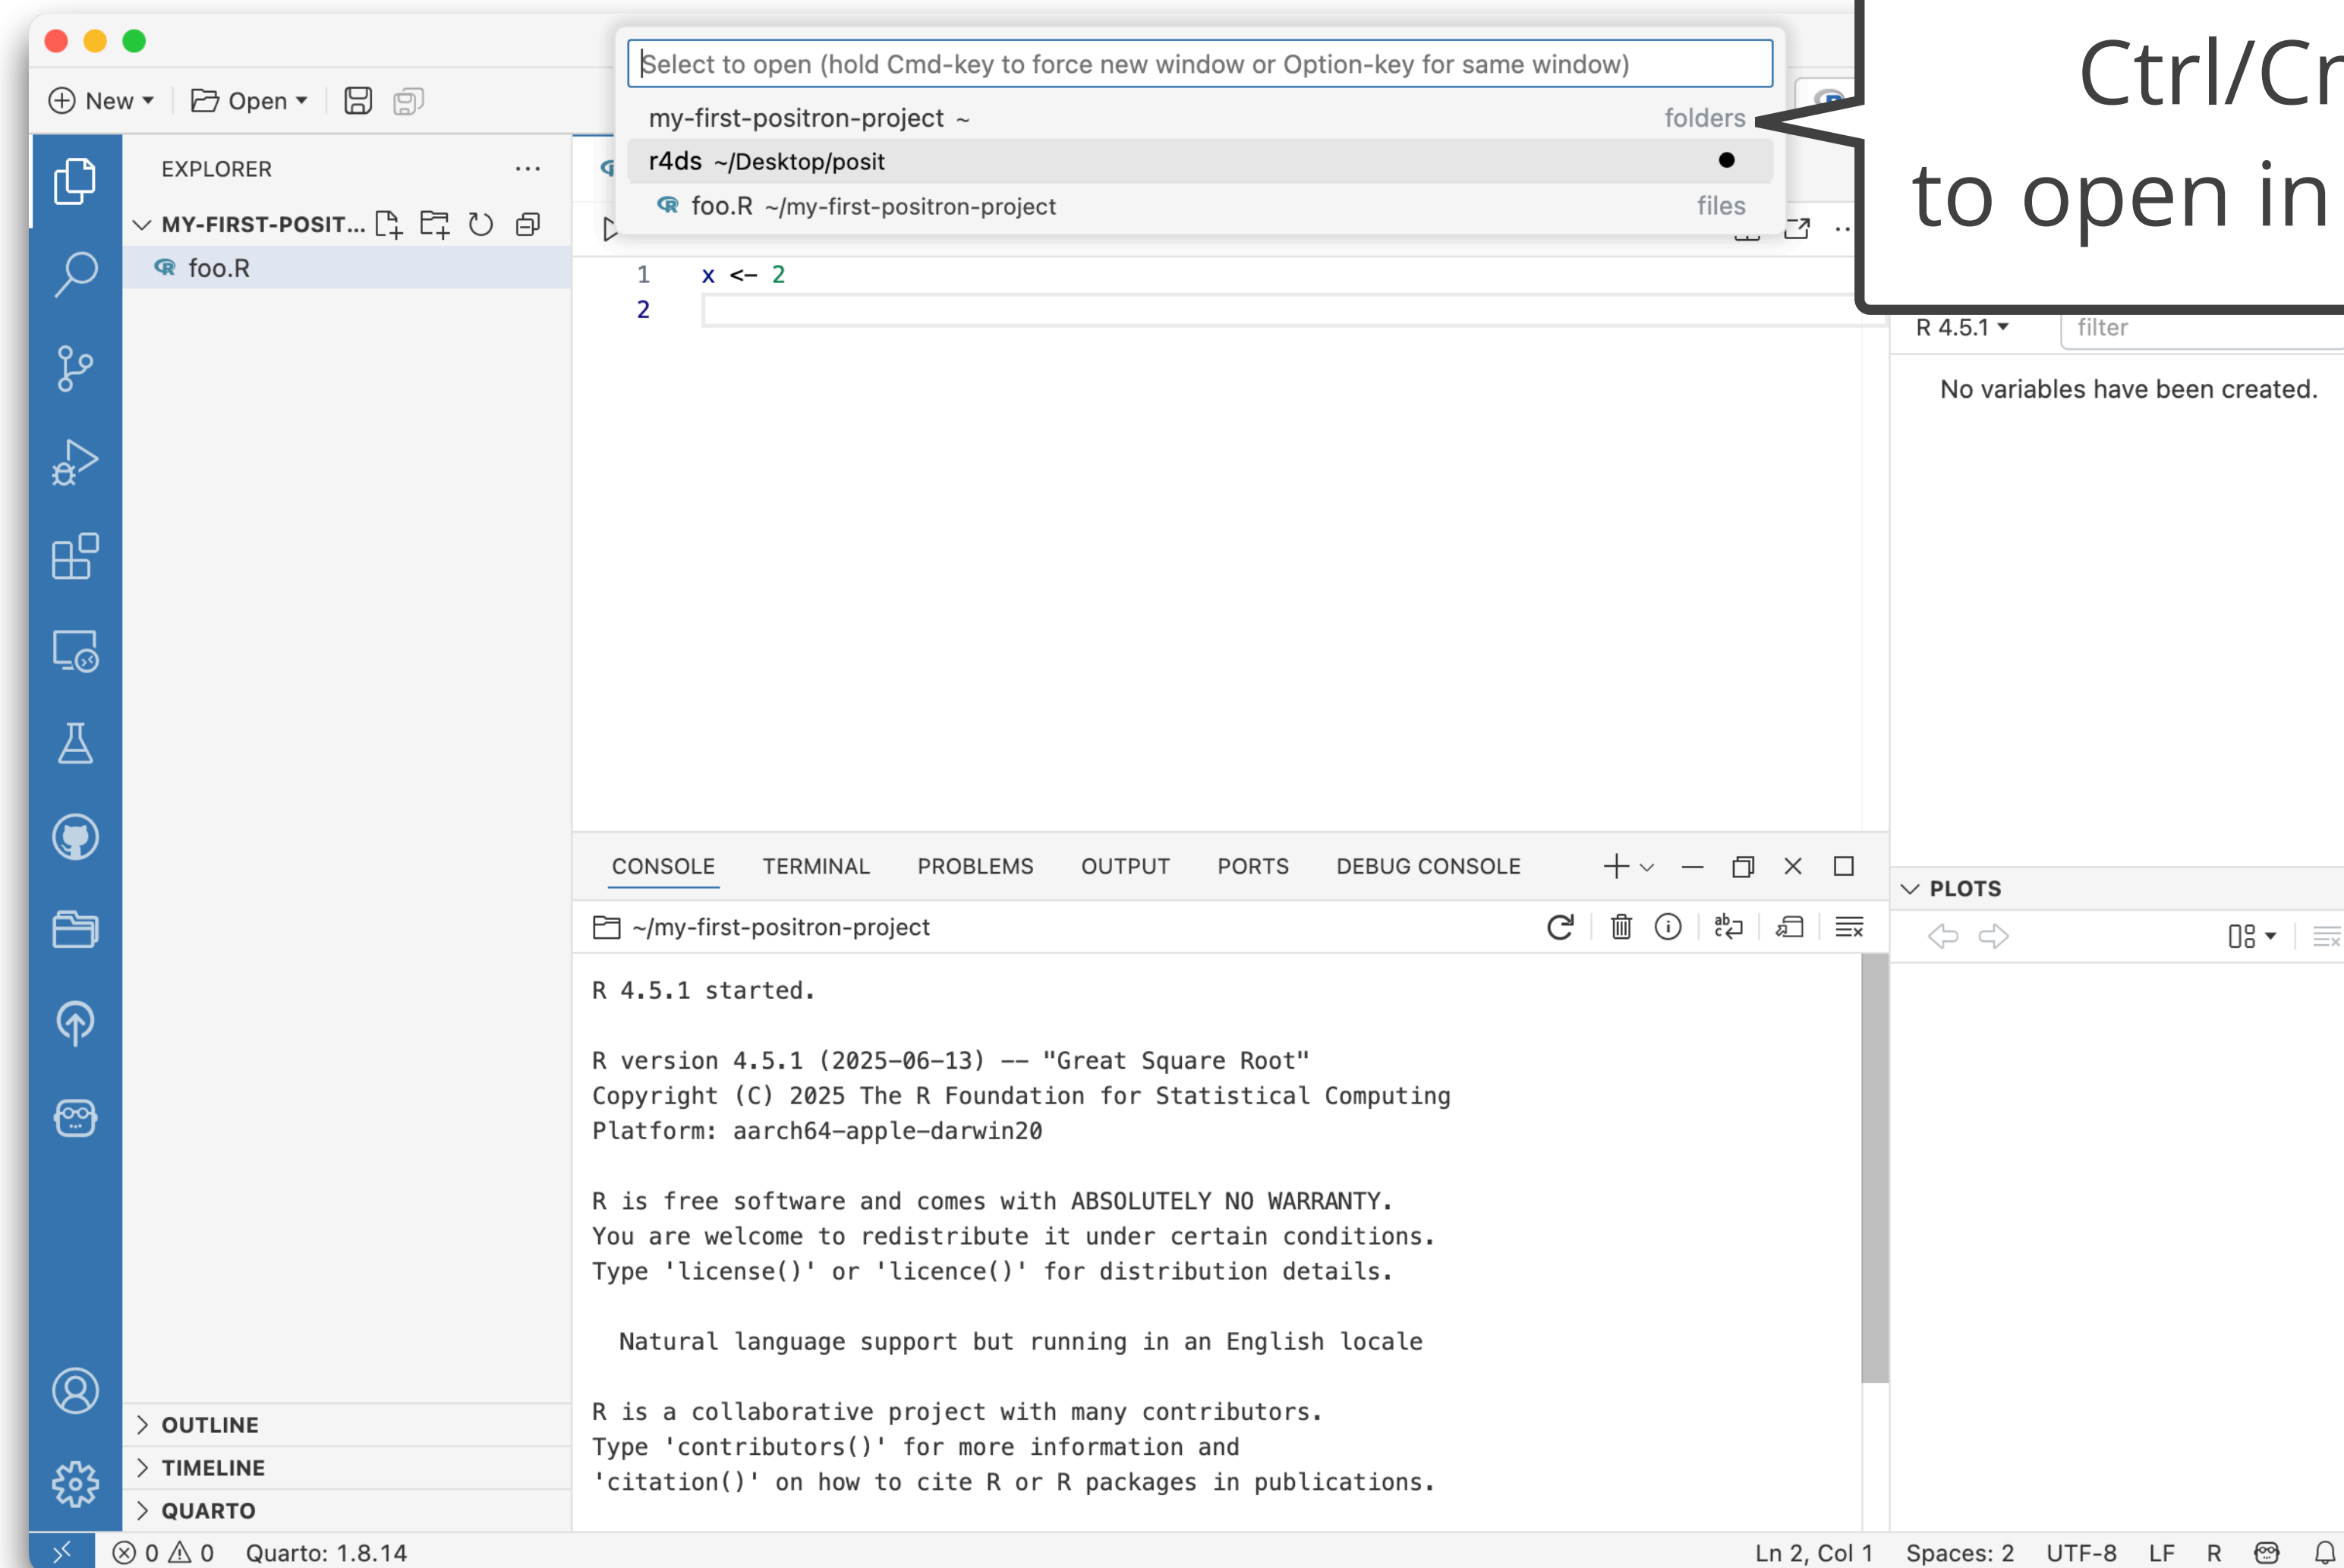 Select to open (hold Cmd-key to force new window or Option-key for same window)
my-first-positron-project ~ folders
r4ds ~/Desktop/posit
foo.R ~/my-first-positron-project files
to open in
New
Open
EXPLORER
MY-FIRST-POSIT...
foo.R
1 x <- 2
2
R 4.5.1
filter
No variables have been created.
CONSOLE TERMINAL PROBLEMS OUTPUT PORTS DEBUG CONSOLE
~/my-first-positron-project
R 4.5.1 started.
R version 4.5.1 (2025-06-13) -- "Great Square Root"
Copyright (C) 2025 The R Foundation for Statistical Computing
Platform: aarch64-apple-darwin20
R is free software and comes with ABSOLUTELY NO WARRANTY.
You are welcome to redistribute it under certain conditions.
Type 'license()' or 'licence()' for distribution details.
Natural language support but running in an English locale
R is a collaborative project with many contributors.
Type 'contributors()' for more information and
'citation()' on how to cite R or R packages in publications.
PLOTS
OUTLINE
TIMELINE
QUARTO
0 0 Quarto: 1.8.14
Ln 2, Col 1 Spaces: 2 UTF-8 LF R